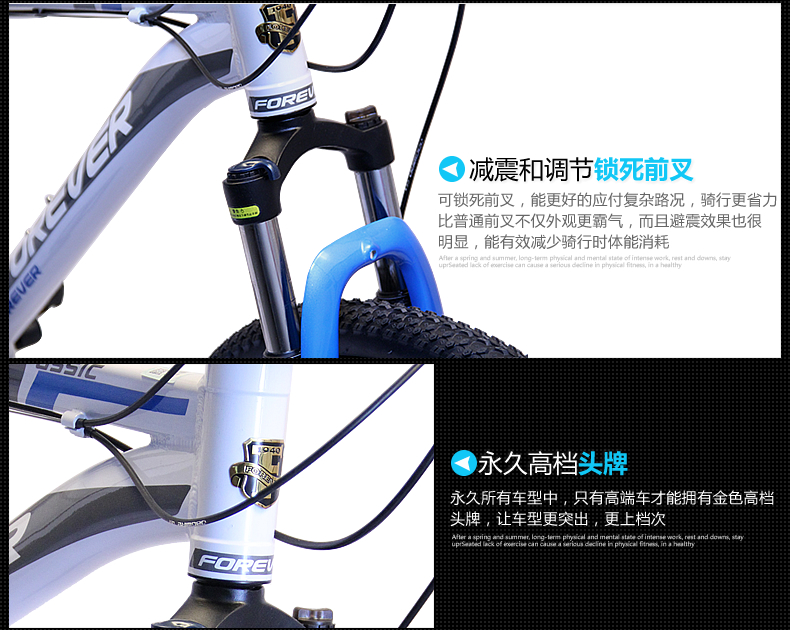 FOREVER
FOREV
FOREVER
减震和调节锁死前叉
可锁死前叉，能更好的应付复杂路况，骑行更省力
比普通前叉不仅外观更霸气，而且避震效果也很
明显，能有效减少骑行时体能消耗
After a spring and summer, long-term physical and mental state of intense work, rest and downs, stay
uprSeated lack of exercise can cause a serious decline in physical fitness, in a healthy
1940
FOREV
永久高档头牌
永久所有车型中，只有高端车才能拥有金色高档
头牌，让车型更突出，更上档次
After a spring and summer, long-term physical and mental state of intense work, rest and downs, stay
uprSeated lack of exercise can cause a serious decline in physical fitness, in a healthy